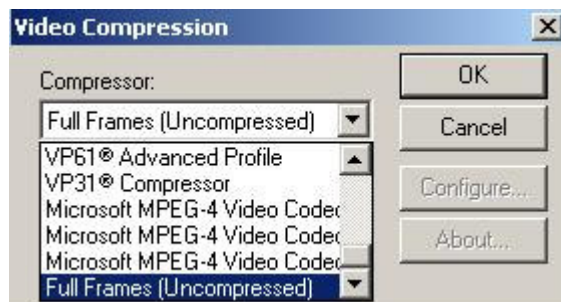 Video Compression
Compressor:
OK
Full Frames (Uncompressed)
Cancel
VP61® Advanced Profile
VP31® Compressor
Configure...
Microsoft MPEG-4 Video Codec
Microsoft MPEG-4 Video Codec
About...
Microsoft MPEG-4 Video Codec
Full Frames (Uncompressed)